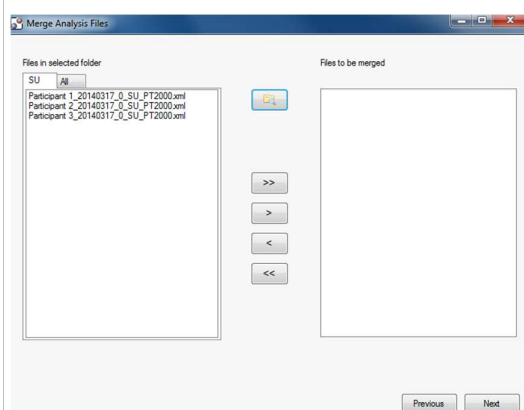 Merge Analysis Files
Files in selected folder
Files to be merged
SU
All
Participant 1_20140317_0_SU_PT2000.xml
Participant 2_20140317_0_SU_PT2000.xml
Participant 3_20140317_0_SU_PT2000.xml
>>
>
<
<<
Previous
Next